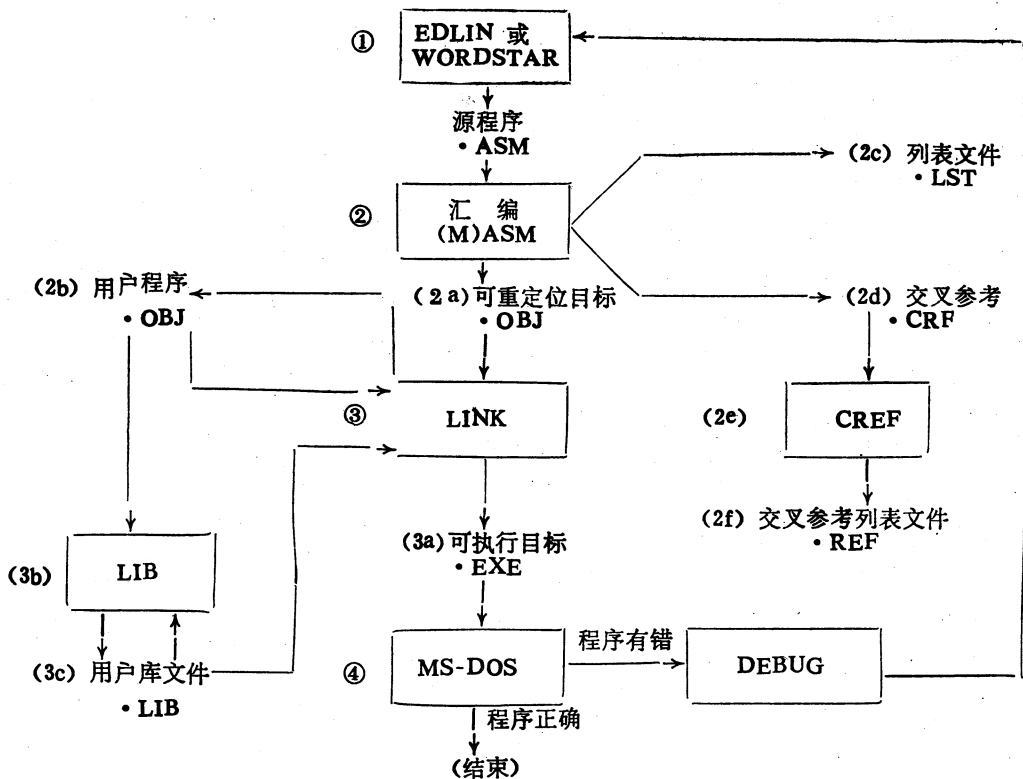 ① EDLIN 或
WORDSTAR
源程序
• ASM
(2c) 列表文件
• LST
② 汇 编
(M)ASM
(2b) 用户程序
• OBJ
(2a)可重定位目标
• OBJ
(2d) 交叉参考
• CRF
③ LINK
(2e) CREF
(2f) 交叉参考列表文件
• REF
(3a)可执行目标
• EXE
(3b) LIB
(3c) 用户库文件
• LIB
④ MS-DOS
程序有错
DEBUG
程序正确
(结束)